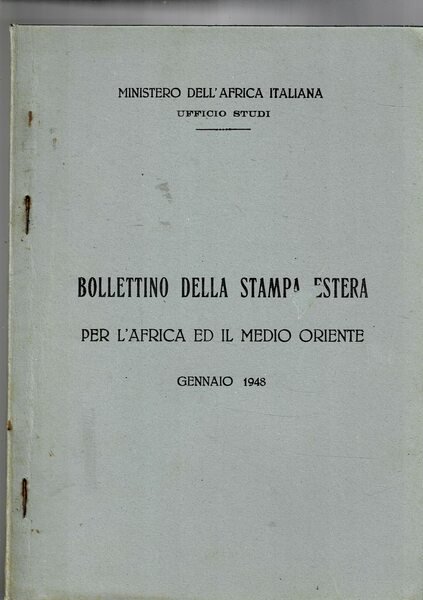 MINISTERO DELL'AFRICA ITALIANA
UFFICIO STUDI
BOLLETTINO DELLA STAMPA ESTERA
PER L'AFRICA ED IL MEDIO ORIENTE
GENNAIO 1948